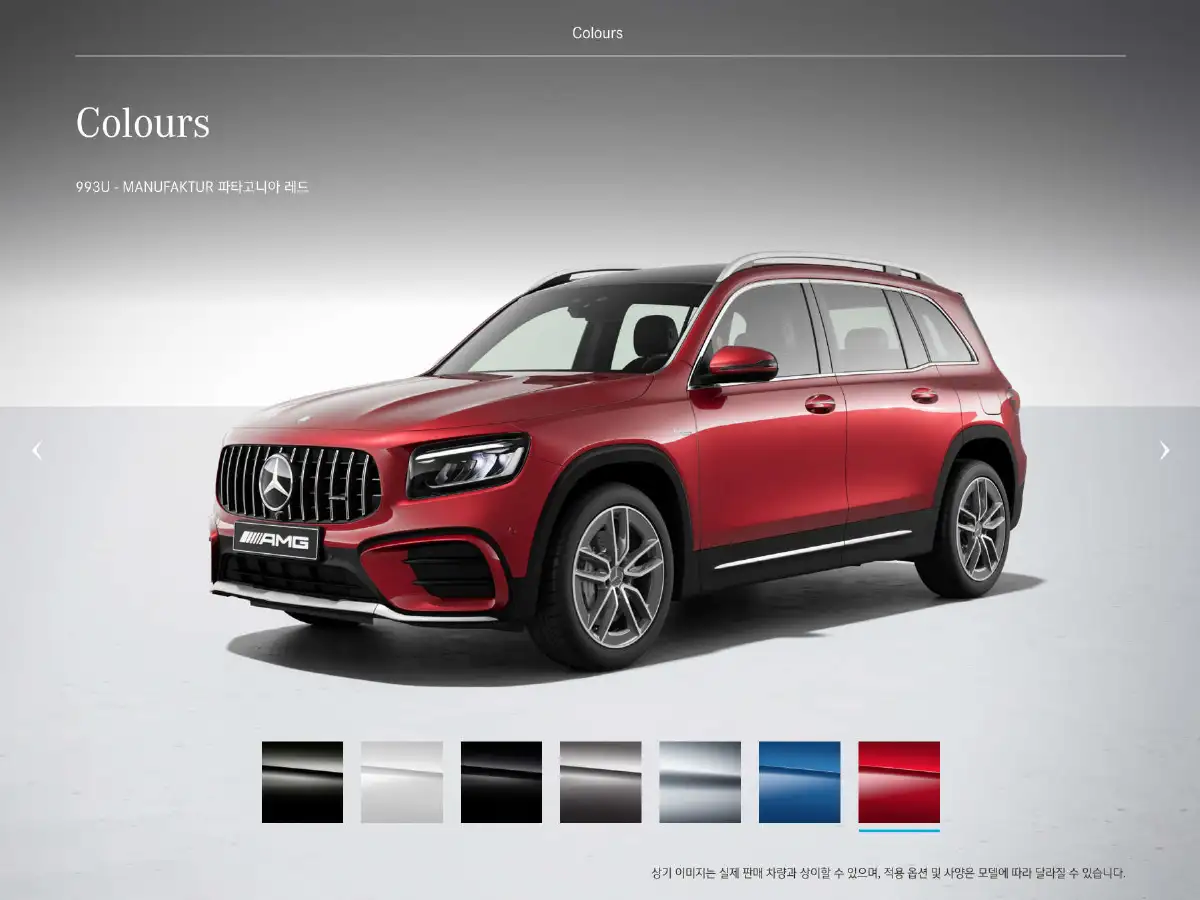 Colours
Colours
993U - MANUFAKTUR 파타고니아 레드
AMG
상기 이미지는 실제 판매 차량과 상이할 수 있으며, 적용 옵션 및 사양은 모델에 따라 달라질 수 있습니다.